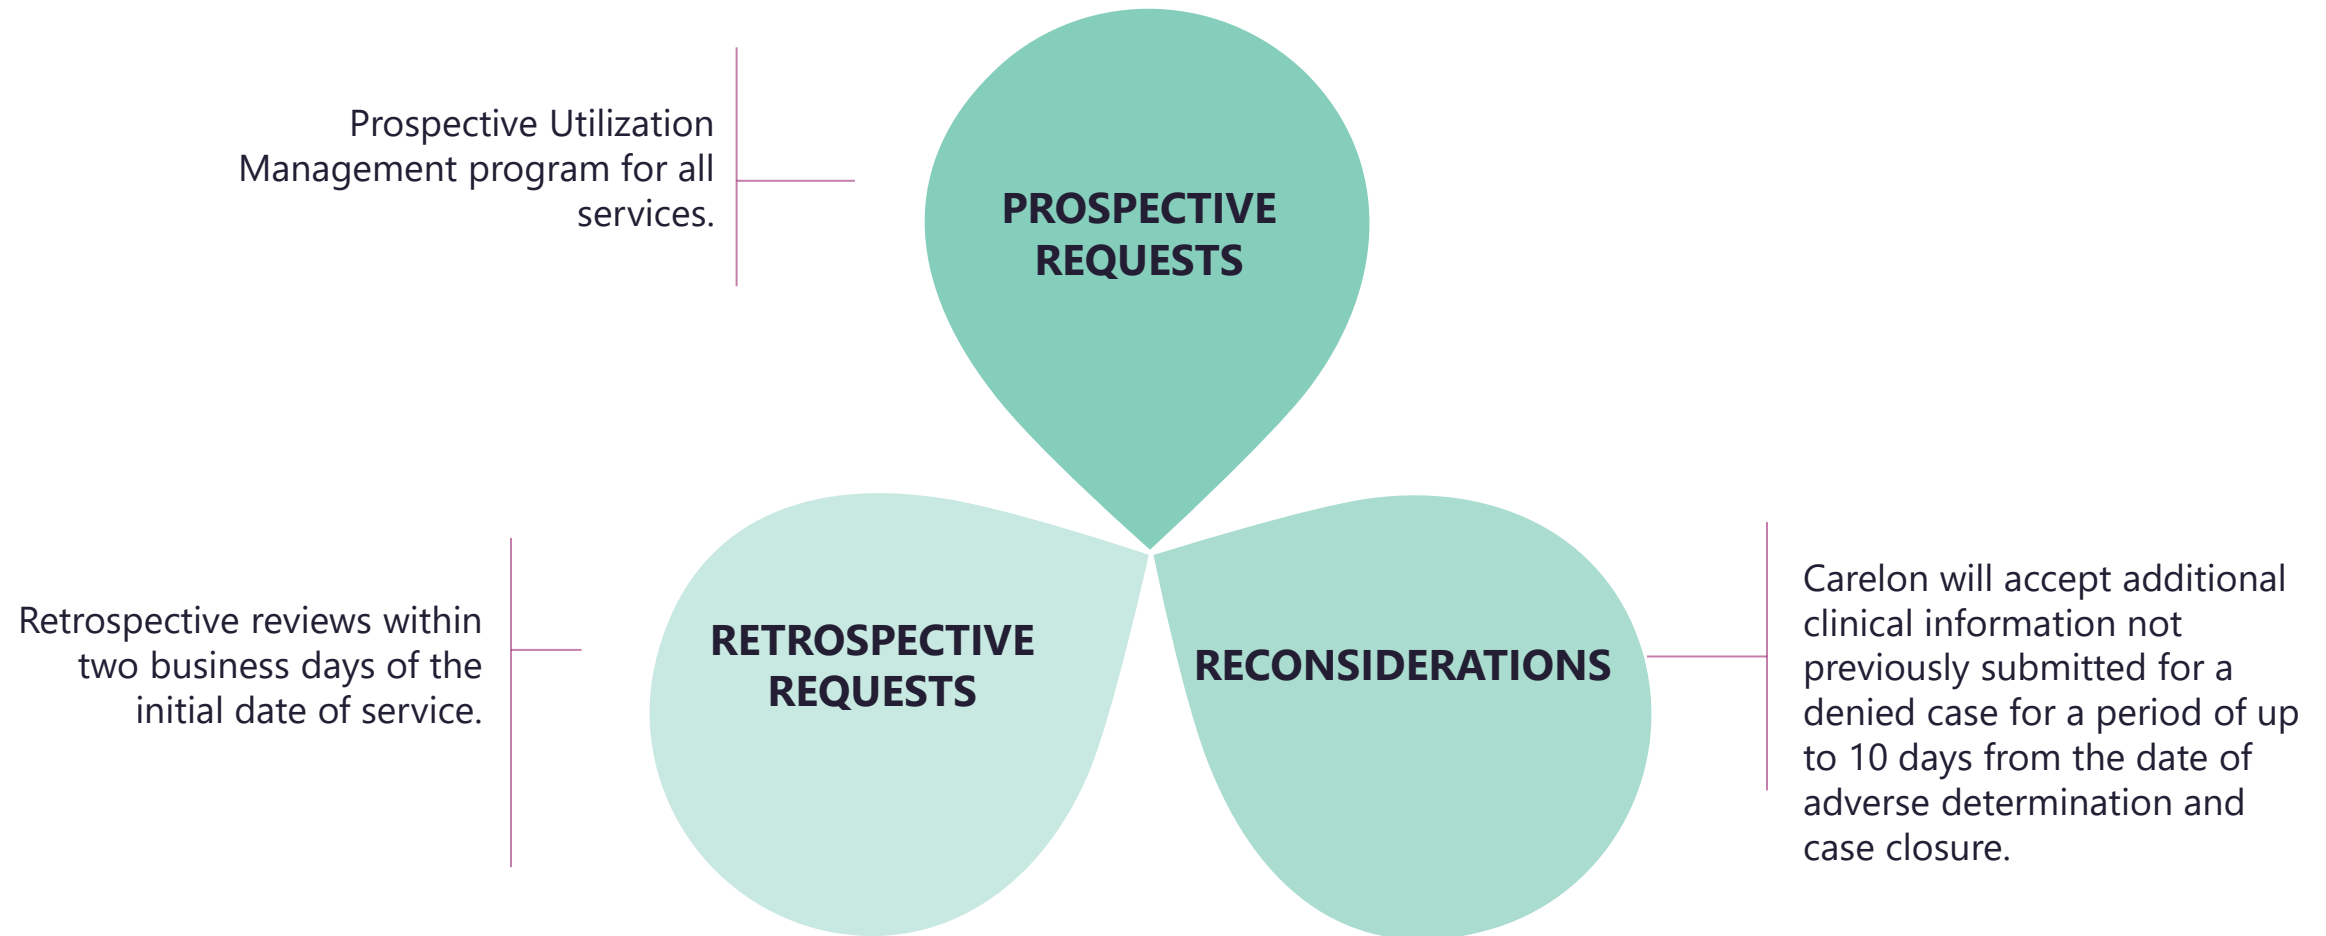 Prospective Utilization
Management program for all
services.
PROSPECTIVE
REQUESTS
Retrospective reviews within
two business days of the
initial date of service.
RETROSPECTIVE
REQUESTS
RECONSIDERATIONS
Carelon will accept additional
clinical information not
previously submitted for a
denied case for a period of up
to 10 days from the date of
adverse determination and
case closure.